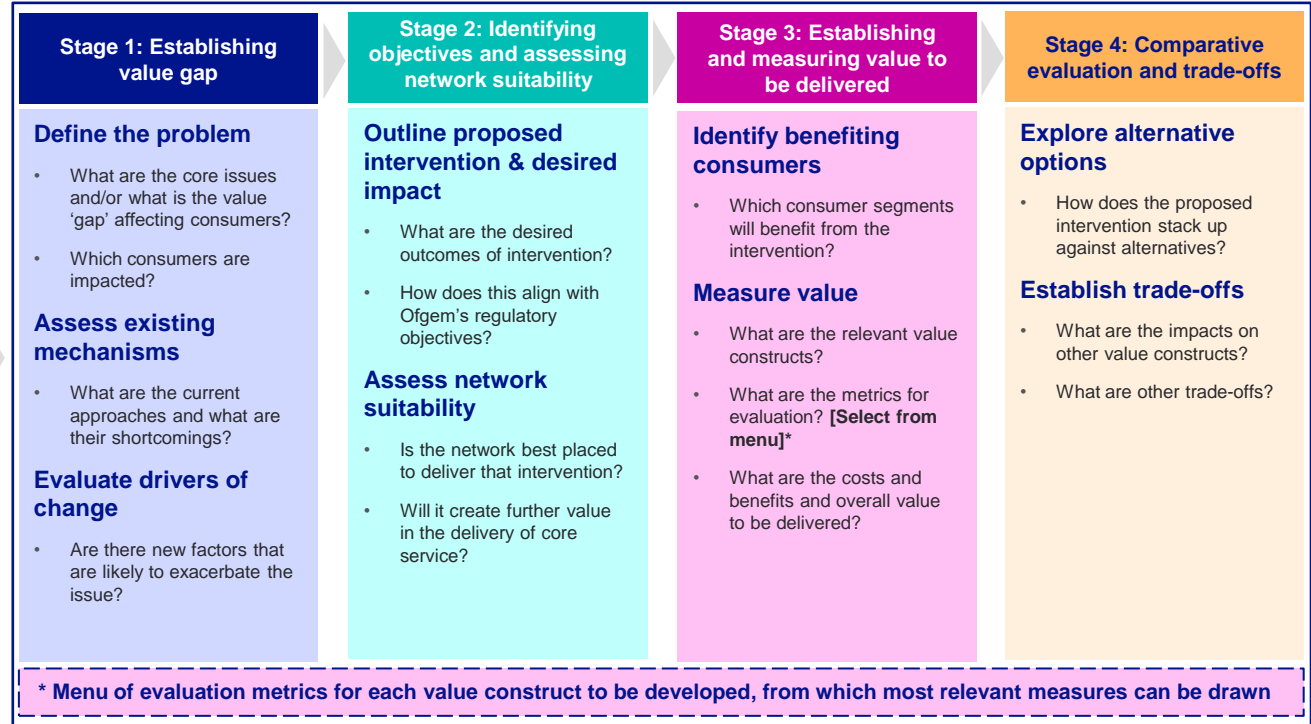 Stage 1: Establishing
value gap
Define the problem
• What are the core issues
and/or what is the value
‘gap’ affecting consumers?
• Which consumers are
impacted?
Assess existing
mechanisms
• What are the current
approaches and what are
their shortcomings?
Evaluate drivers of
change
• Are there new factors that
are likely to exacerbate the
issue?
Stage 2: Identifying
objectives and assessing
network suitability
Outline proposed
intervention & desired
impact
• What are the desired
outcomes of intervention?
• How does this align with
Ofgem’s regulatory
objectives?
Assess network
suitability
• Is the network best placed
to deliver that intervention?
• Will it create further value
in the delivery of core
service?
Stage 3: Establishing
and measuring value to
be delivered
Identify benefiting
consumers
• Which consumer segments
will benefit from the
intervention?
Measure value
• What are the relevant value
constructs?
• What are the metrics for
evaluation? [Select from
menu]*
• What are the costs and
benefits and overall value
to be delivered?
Stage 4: Comparative
evaluation and trade-offs
Explore alternative
options
• How does the proposed
intervention stack up
against alternatives?
Establish trade-offs
• What are the impacts on
other value constructs?
• What are other trade-offs?
* Menu of evaluation metrics for each value construct to be developed, from which most relevant measures can be drawn